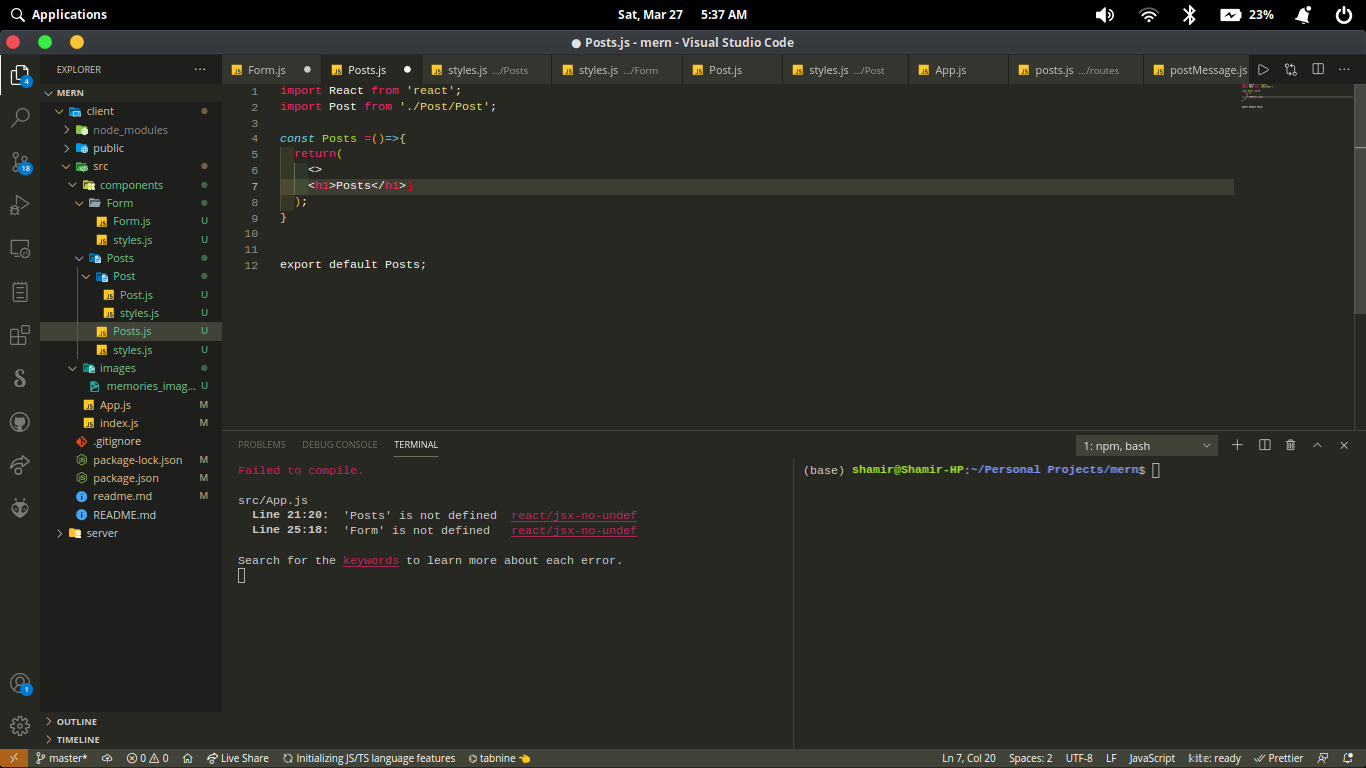 Applications
Sat, Mar 27 5:37 AM
23%
● Posts.js - mern - Visual Studio Code
EXPLORER ···
Form.js ● Posts.js ● styles.js .../Posts styles.js .../Form Post.js styles.js .../Post App.js posts.js .../routes postMessage.js ···
4
18
1
MERN
client
node_modules
public
src
components
Form
Form.js U
styles.js U
Posts
Post
Post.js U
styles.js U
Posts.js U
styles.js U
images
memories_imag... U
App.js M
index.js M
.gitignore
package-lock.json M
package.json M
readme.md M
README.md
server
OUTLINE
TIMELINE
1 import React from 'react';
2 import Post from './Post/Post';
3
4 const Posts =()=>{
5 return(
6 <>
7 <h1>Posts</h1>
8 );
9 }
10
11
12 export default Posts;
PROBLEMS DEBUG CONSOLE TERMINAL 1: npm, bash
Failed to compile.
src/App.js
Line 21:20: 'Posts' is not defined react/jsx-no-undef
Line 25:18: 'Form' is not defined react/jsx-no-undef
Search for the keywords to learn more about each error.
(base) shamir@Shamir-HP:~/Personal Projects/mern$
master* 0 0 Live Share Initializing JS/TS language features tabnine 👈 Ln 7, Col 20 Spaces: 2 UTF-8 LF JavaScript kite: ready Prettier